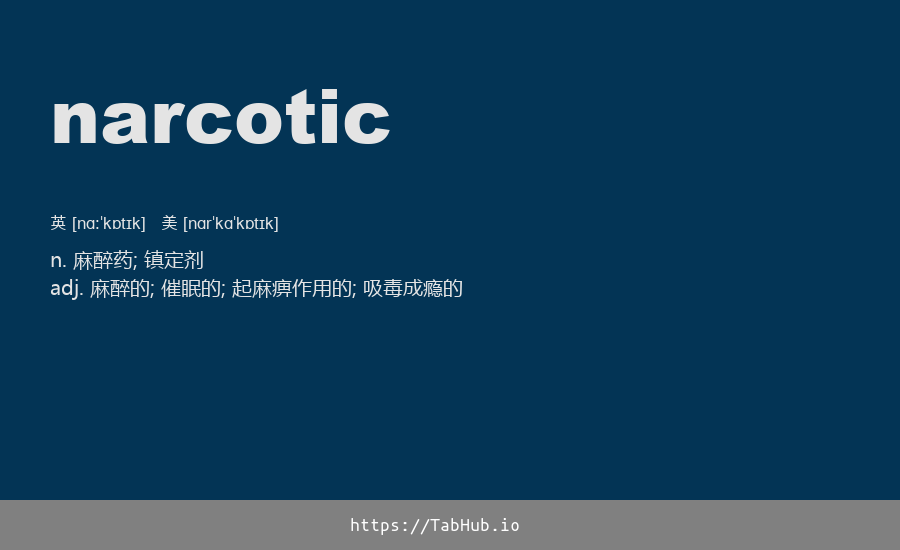 narcotic
英 [nɑːˈkɒtɪk] 美 [nɑrˈkɑˈkɒtɪk]
n. 麻醉药; 镇定剂
adj. 麻醉的; 催眠的; 起麻痹作用的; 吸毒成瘾的
https://TabHub.io